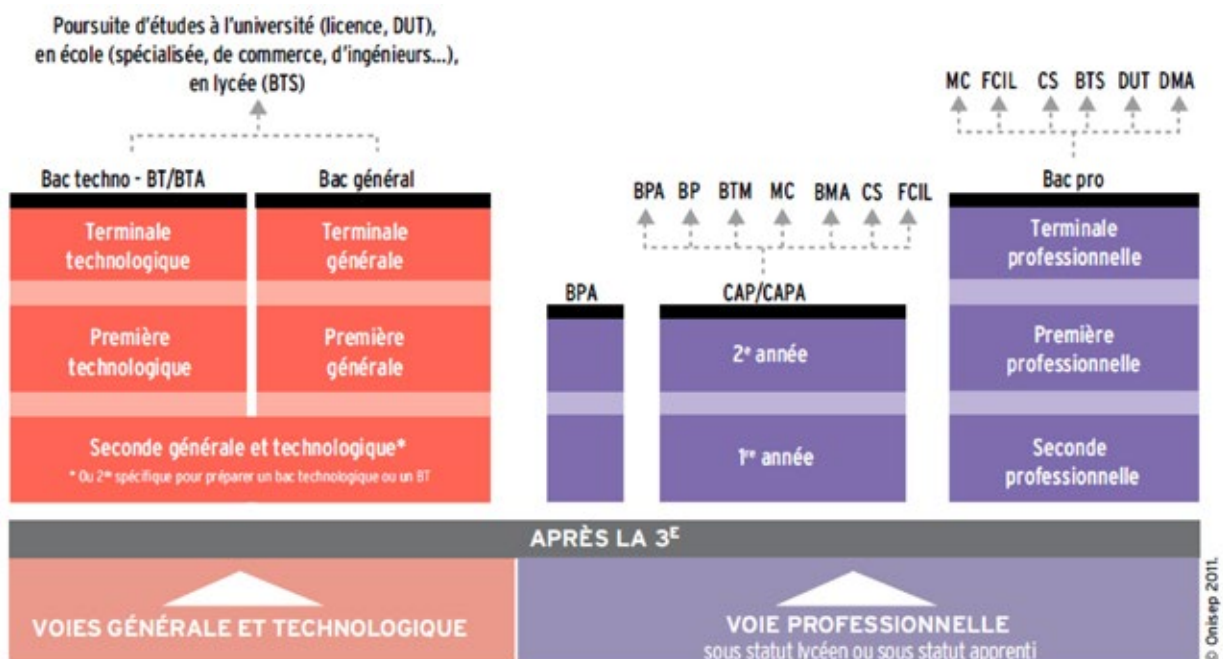 Poursuite d'études à l'université (licence, DUT),
en école (spécialisée, de commerce, d'ingénieurs...),
en lycée (BTS)
Bac techno - BT/BTA
Bac général
Terminale
technologique
Terminale
générale
Première
technologique
Première
générale
Seconde générale et technologique*
* Ou 2de spécifique pour préparer un bac technologique ou un BT
BPA
BPA BP BTM MC BMA CS FCIL
CAP/CAPA
2e année
1re année
MC FCIL CS BTS DUT DMA
Bac pro
Terminale
professionnelle
Première
professionnelle
Seconde
professionnelle
APRÈS LA 3E
VOIES GÉNÉRALE ET TECHNOLOGIQUE
VOIE PROFESSIONNELLE
sous statut lycéen ou sous statut apprenti
© Onisep 2011.